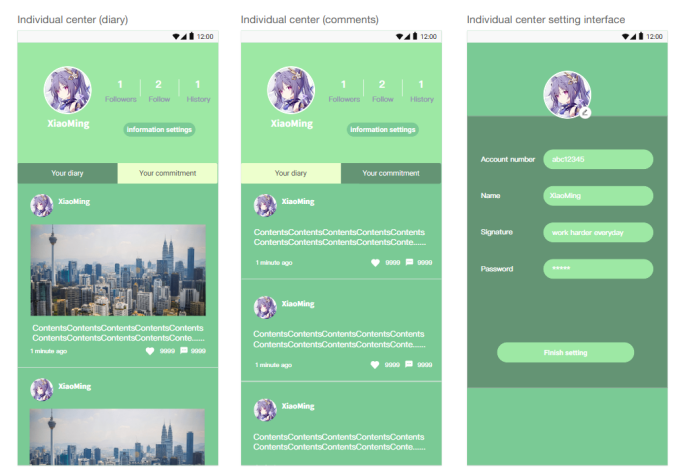 Individual center (diary)
12:00
1 2 1
Followers Follow History
XiaoMing
information settings
Your diary Your commitment
XiaoMing
ContentsContentsContentsContentsContents
ContentsContentsContentsContentsConte......
1 minute ago 9999 9999
XiaoMing
Individual center (comments)
12:00
1 2 1
Followers Follow History
XiaoMing
information settings
Your diary Your commitment
XiaoMing
ContentsContentsContentsContentsContents
ContentsContentsContentsContentsConte......
1 minute ago 9999 9999
XiaoMing
ContentsContentsContentsContentsContents
ContentsContentsContentsContentsConte......
1 minute ago 9999 9999
XiaoMing
ContentsContentsContentsContentsContents
ContentsContentsContentsContentsConte......
Individual center setting interface
12:00
Account number abc12345
Name XiaoMing
Signature work harder everyday
Password *****
Finish setting